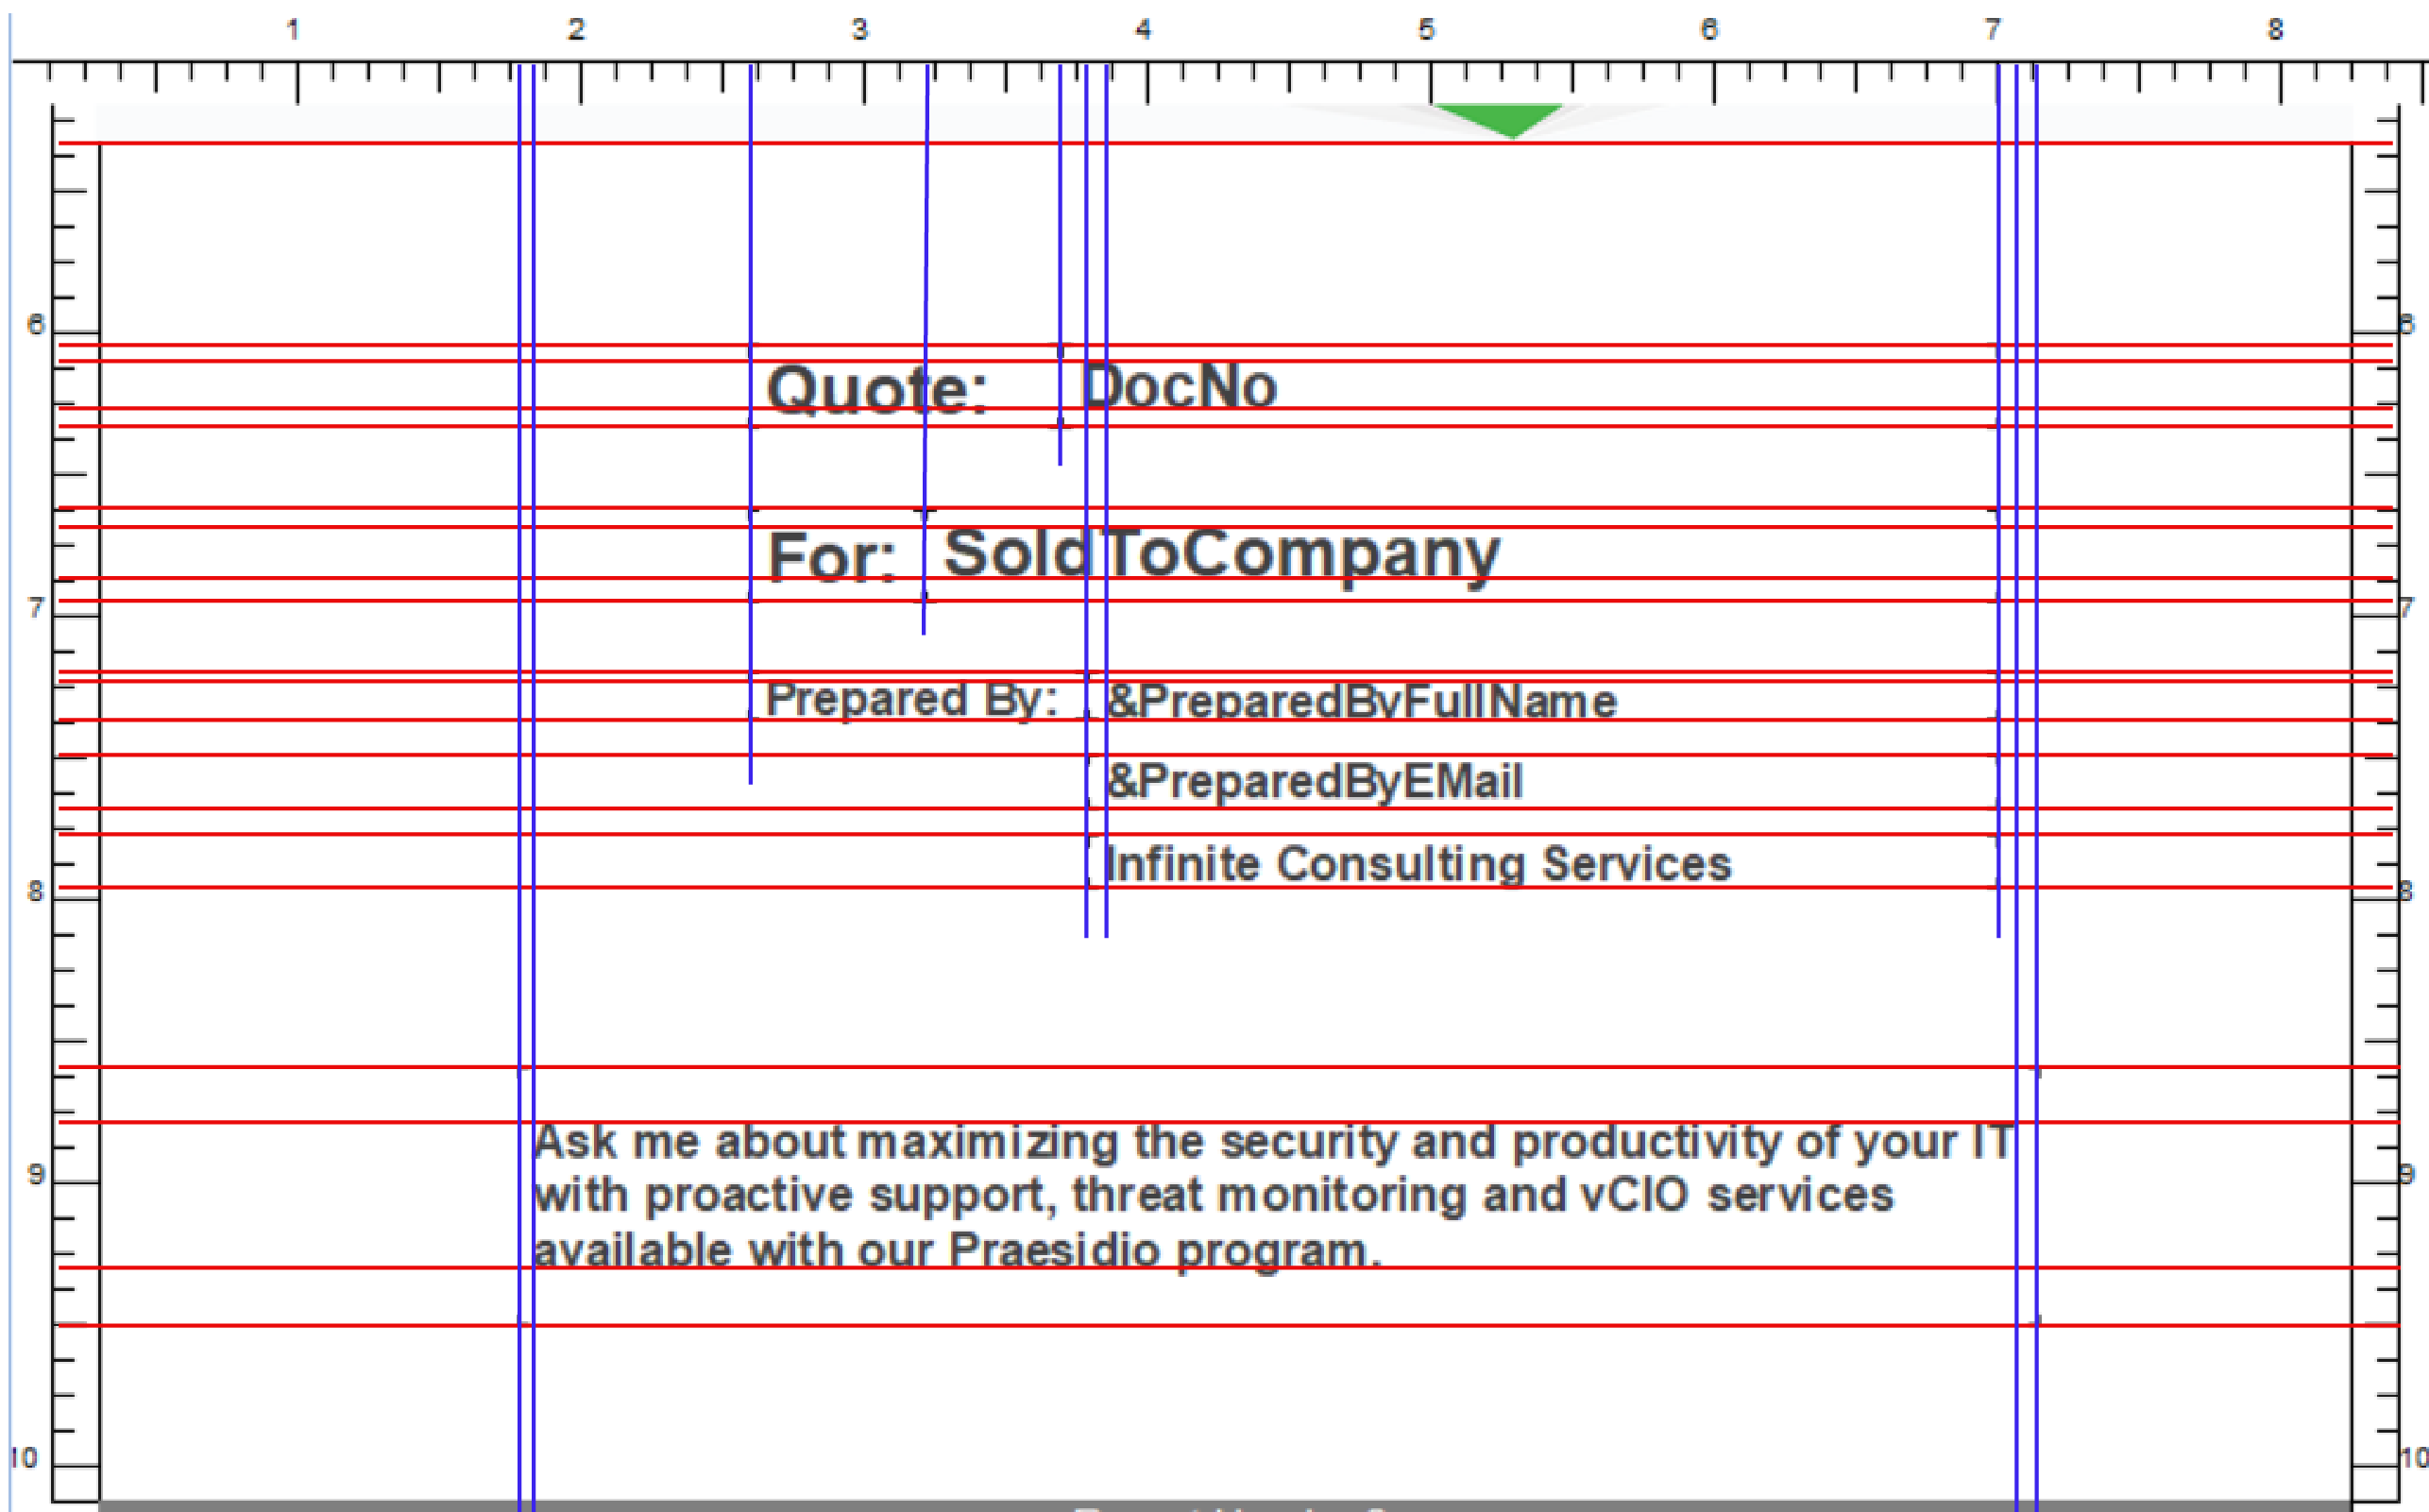 1 2 3 4 5 6 7 8
6 6
Quote: DocNo
For: SoldToCompany
7 7
Prepared By: &PreparedByFullName
&PreparedByEMail
Infinite Consulting Services
8 8
Ask me about maximizing the security and productivity of your IT
9 9
with proactive support, threat monitoring and vCIO services
available with our Praesidio program.
10 10